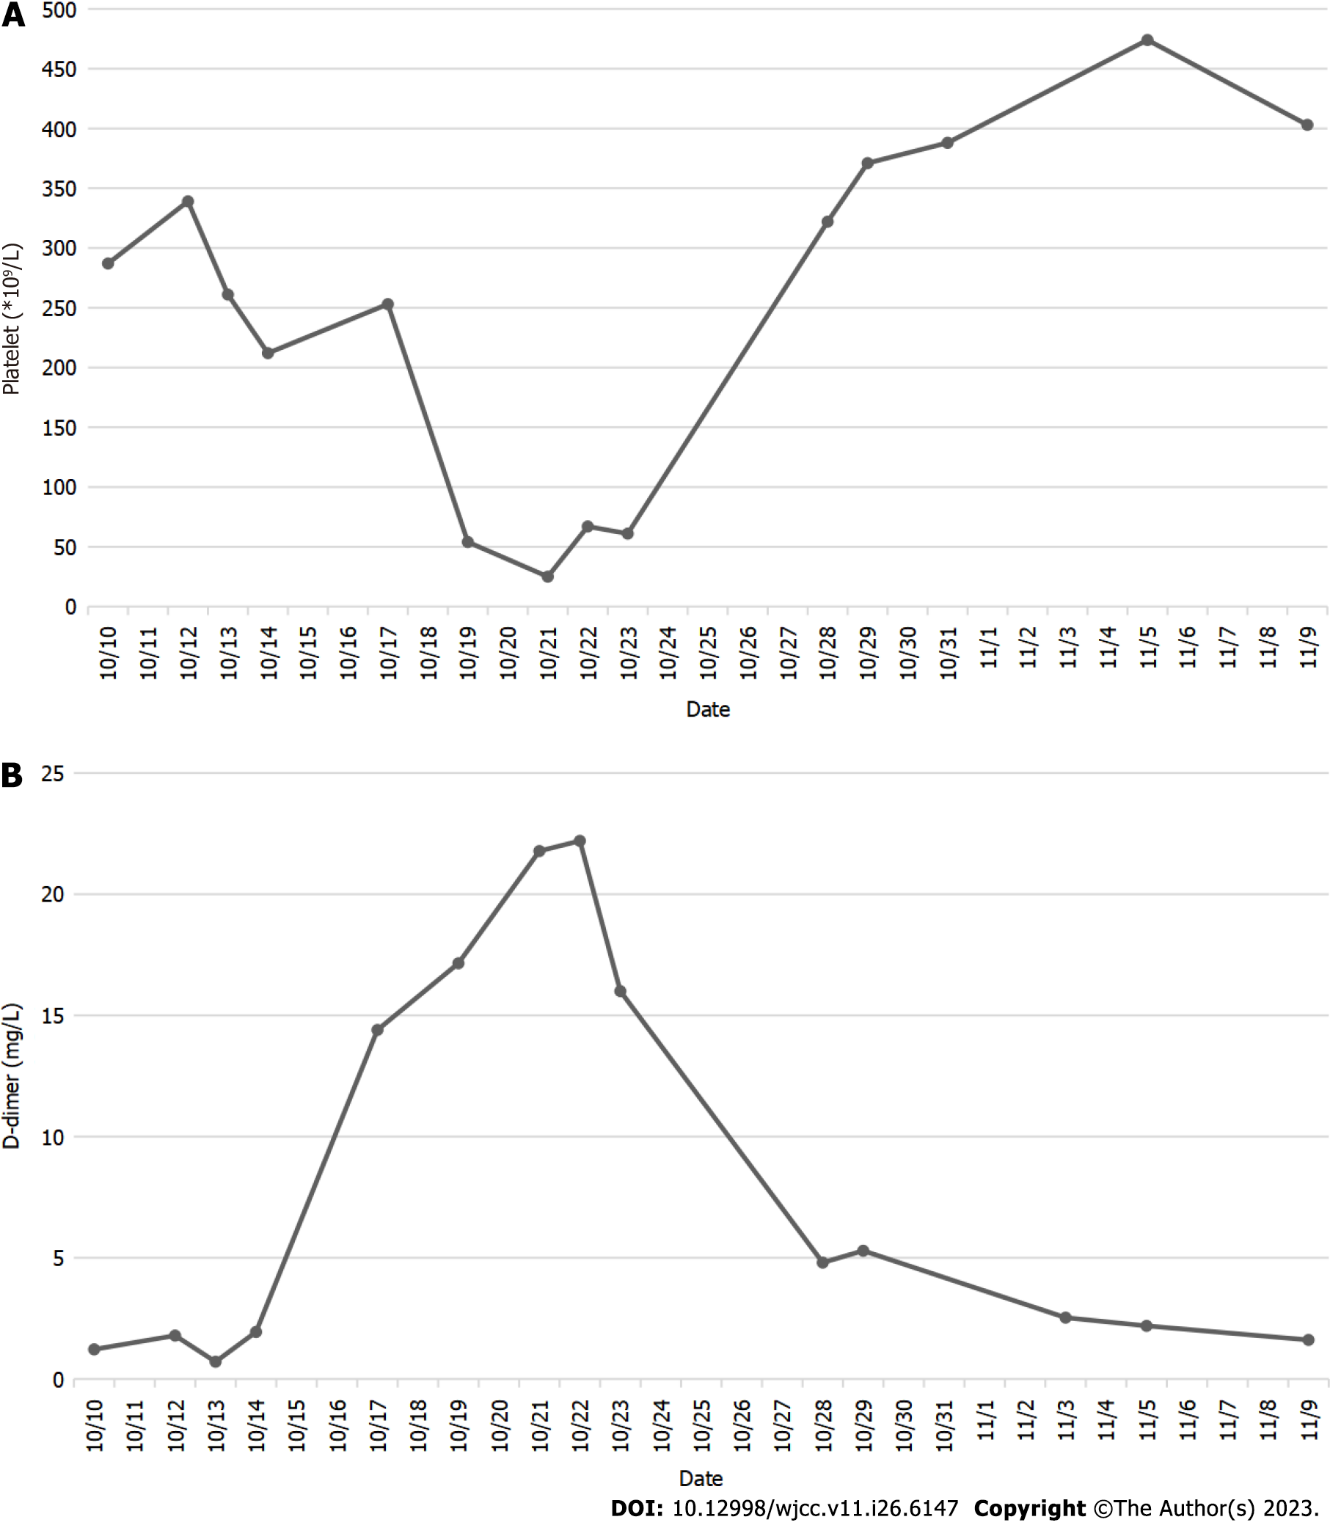 A
500
450
400
350
300
250
200
150
100
50
0
Platelet (*10⁹/L)
10/10 10/11 10/12 10/13 10/14 10/15 10/16 10/17 10/18 10/19 10/20 10/21 10/22 10/23 10/24 10/25 10/26 10/27 10/28 10/29 10/30 10/31 11/1 11/2 11/3 11/4 11/5 11/6 11/7 11/8 11/9
Date
B
25
20
15
10
5
0
D-dimer (mg/L)
10/10 10/11 10/12 10/13 10/14 10/15 10/16 10/17 10/18 10/19 10/20 10/21 10/22 10/23 10/24 10/25 10/26 10/27 10/28 10/29 10/30 10/31 11/1 11/2 11/3 11/4 11/5 11/6 11/7 11/8 11/9
Date
DOI: 10.12998/wjcc.v11.i26.6147 Copyright ©The Author(s) 2023.